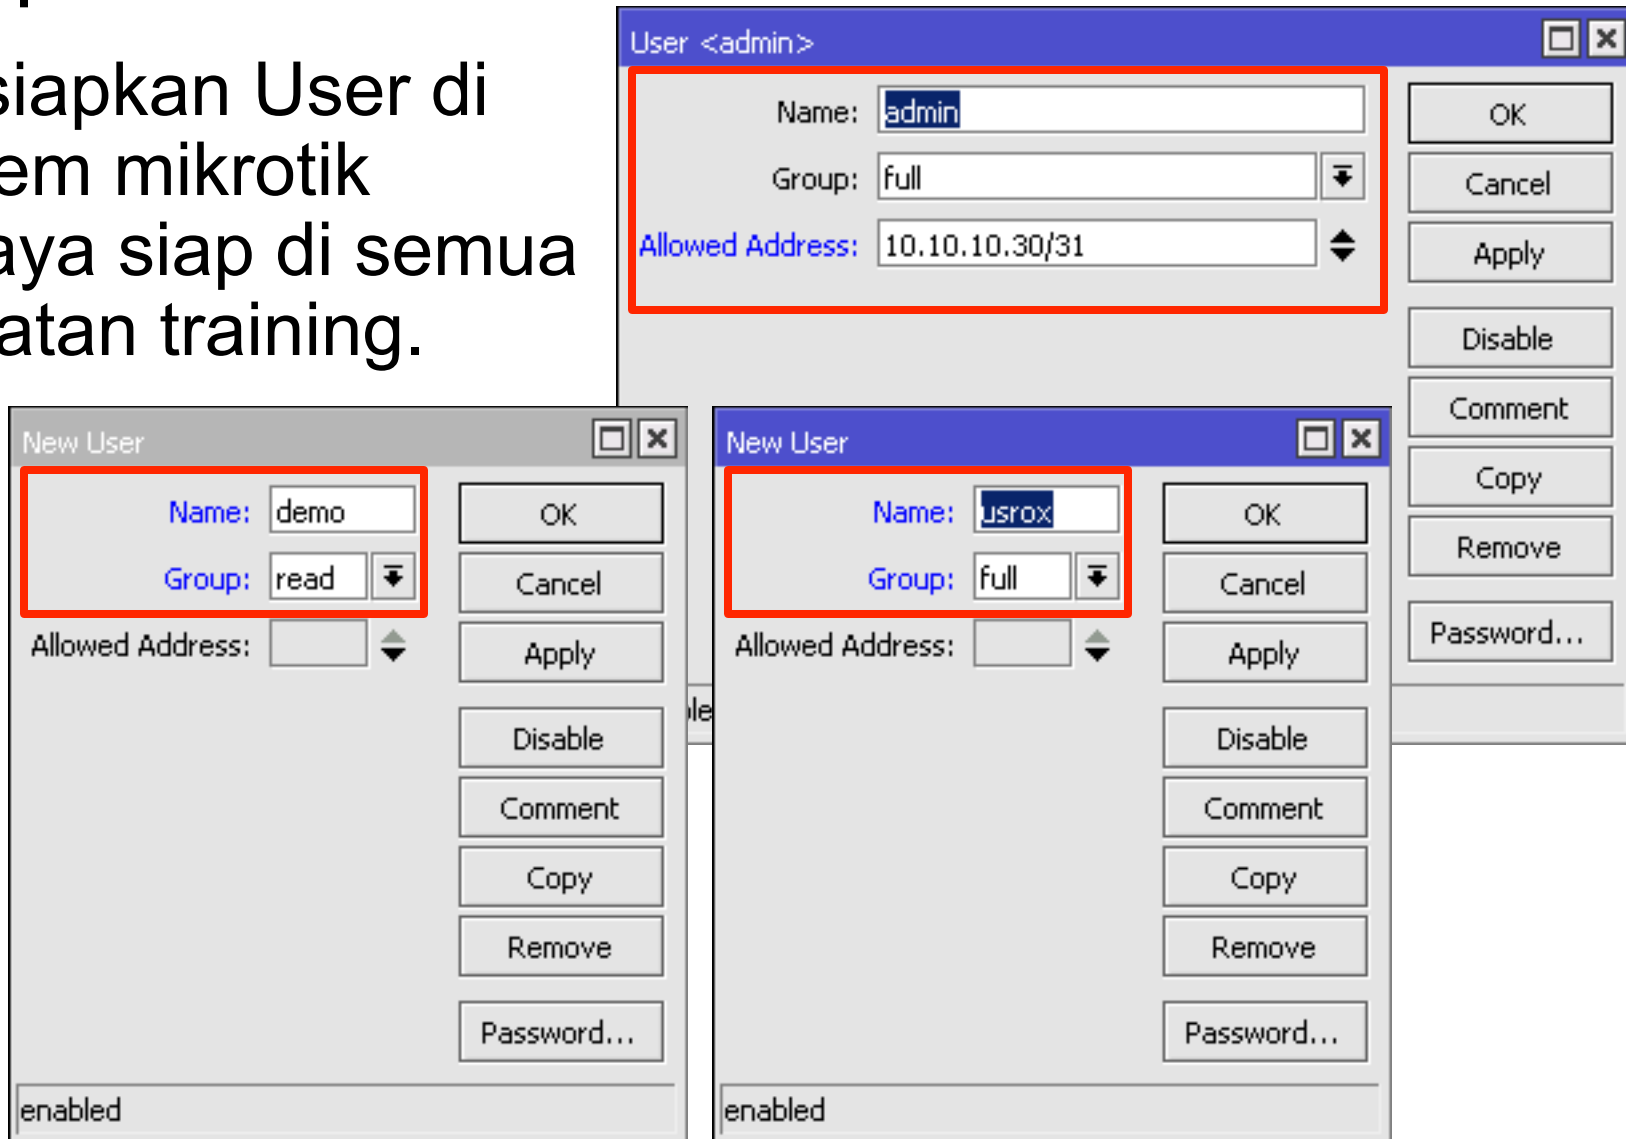 siapkan User di
em mikrotik
aya siap di semua
atan training.
User <admin>
Name: admin
Group: full
Allowed Address: 10.10.10.30/31
OK
Cancel
Apply
Disable
Comment
Copy
Remove
Password...
New User
Name: demo
Group: read
Allowed Address:
OK
Cancel
Apply
Disable
Comment
Copy
Remove
Password...
enabled
New User
Name: usrox
Group: full
Allowed Address:
OK
Cancel
Apply
Disable
Comment
Copy
Remove
Password...
enabled